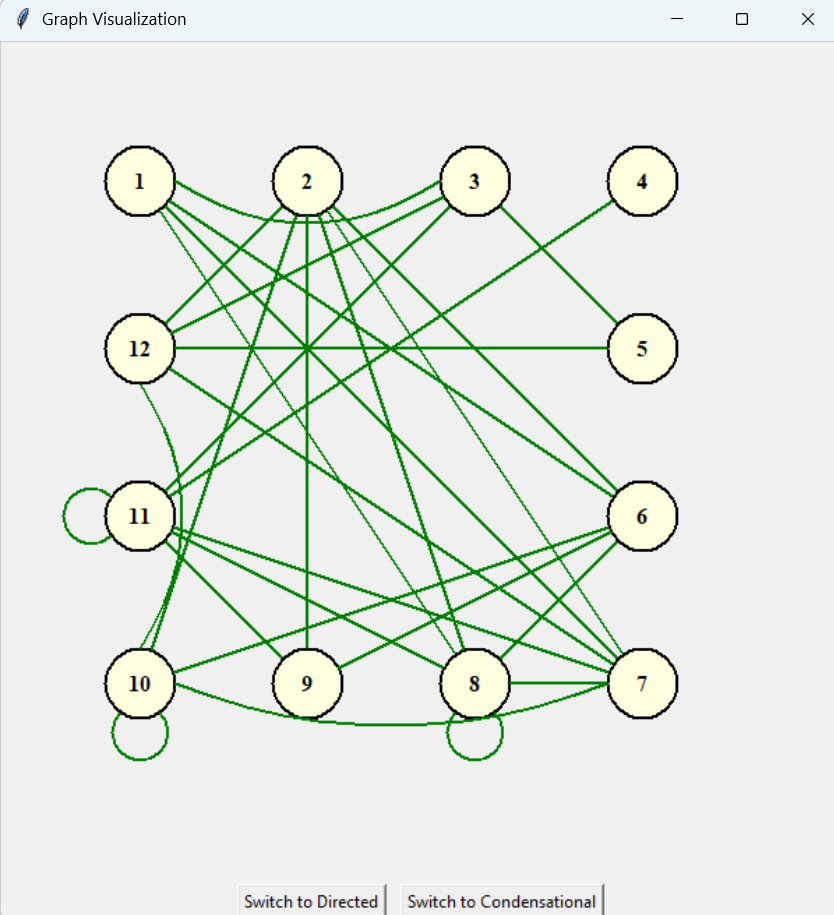 Graph Visualization
1 2 3 4
12 5
11 6
10 9 8 7
Switch to Directed Switch to Condensational